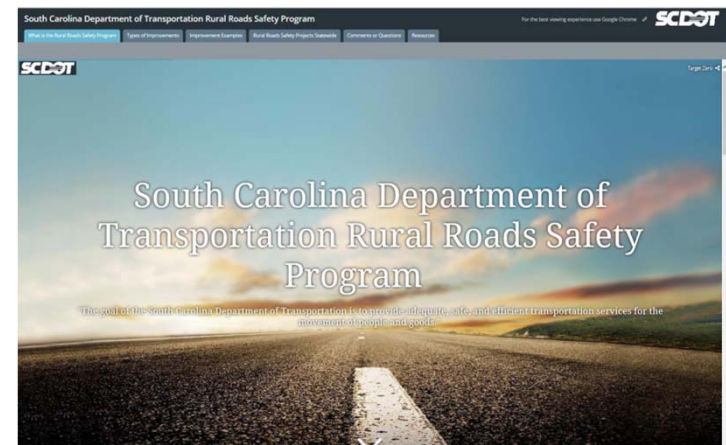 South Carolina Department of Transportation Rural Roads Safety Program
For the best viewing experience use Google Chrome
SCDOT
What is the Rural Roads Safety Program
Types of Improvements
Improvement Examples
Rural Roads Safety Projects Statewide
Comments or Questions
Resources
SCDOT
Target Zero
South Carolina Department of
Transportation Rural Roads Safety
Program
"The goal of the South Carolina Department of Transportation is to provide adequate, safe, and efficient transportation services for the
movement of people and goods.